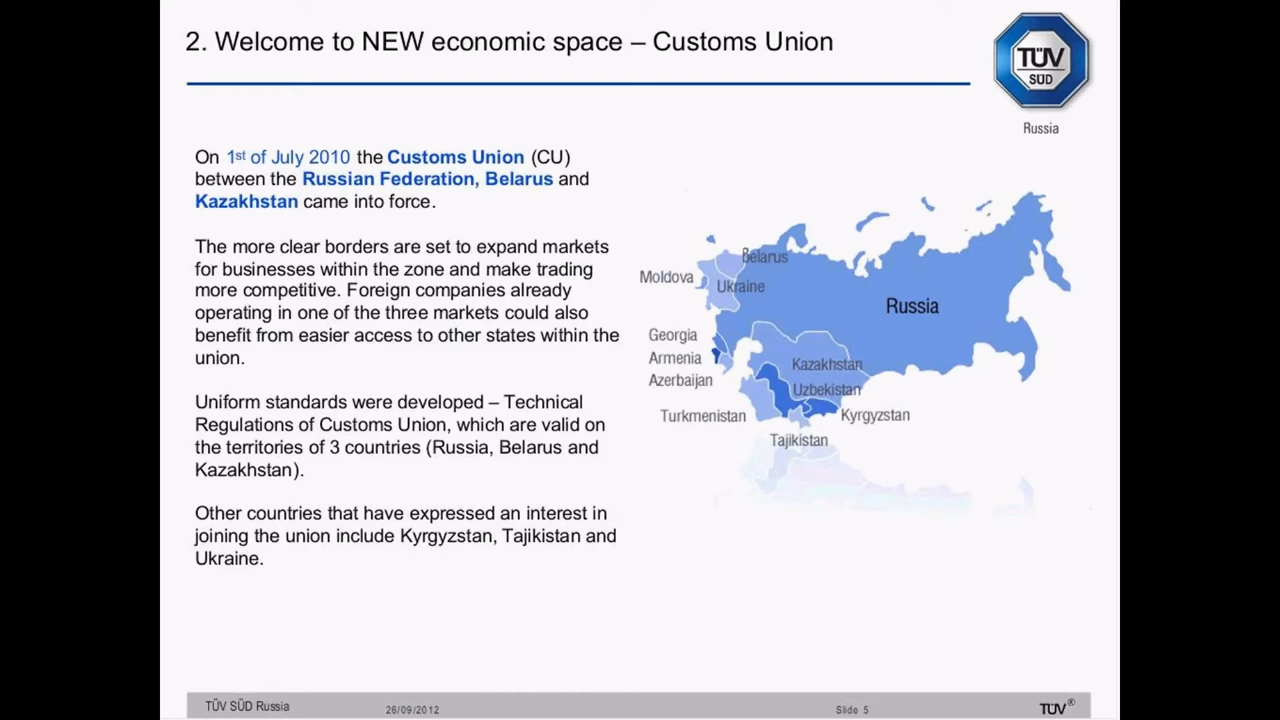 2. Welcome to NEW economic space – Customs Union
TÜV
SÜD
Russia
On 1st of July 2010 the Customs Union (CU)
between the Russian Federation, Belarus and
Kazakhstan came into force.
The more clear borders are set to expand markets
for businesses within the zone and make trading
more competitive. Foreign companies already
operating in one of the three markets could also
benefit from easier access to other states within the
union.
Uniform standards were developed – Technical
Regulations of Customs Union, which are valid on
the territories of 3 countries (Russia, Belarus and
Kazakhstan).
Other countries that have expressed an interest in
joining the union include Kyrgyzstan, Tajikistan and
Ukraine.
Belarus
Moldova
Ukraine
Russia
Georgia
Armenia
Kazakhstan
Azerbaijan
Uzbekistan
Turkmenistan
Kyrgyzstan
Tajikistan
TÜV SÜD Russia
26/09/2012
Slide 5
TÜV®